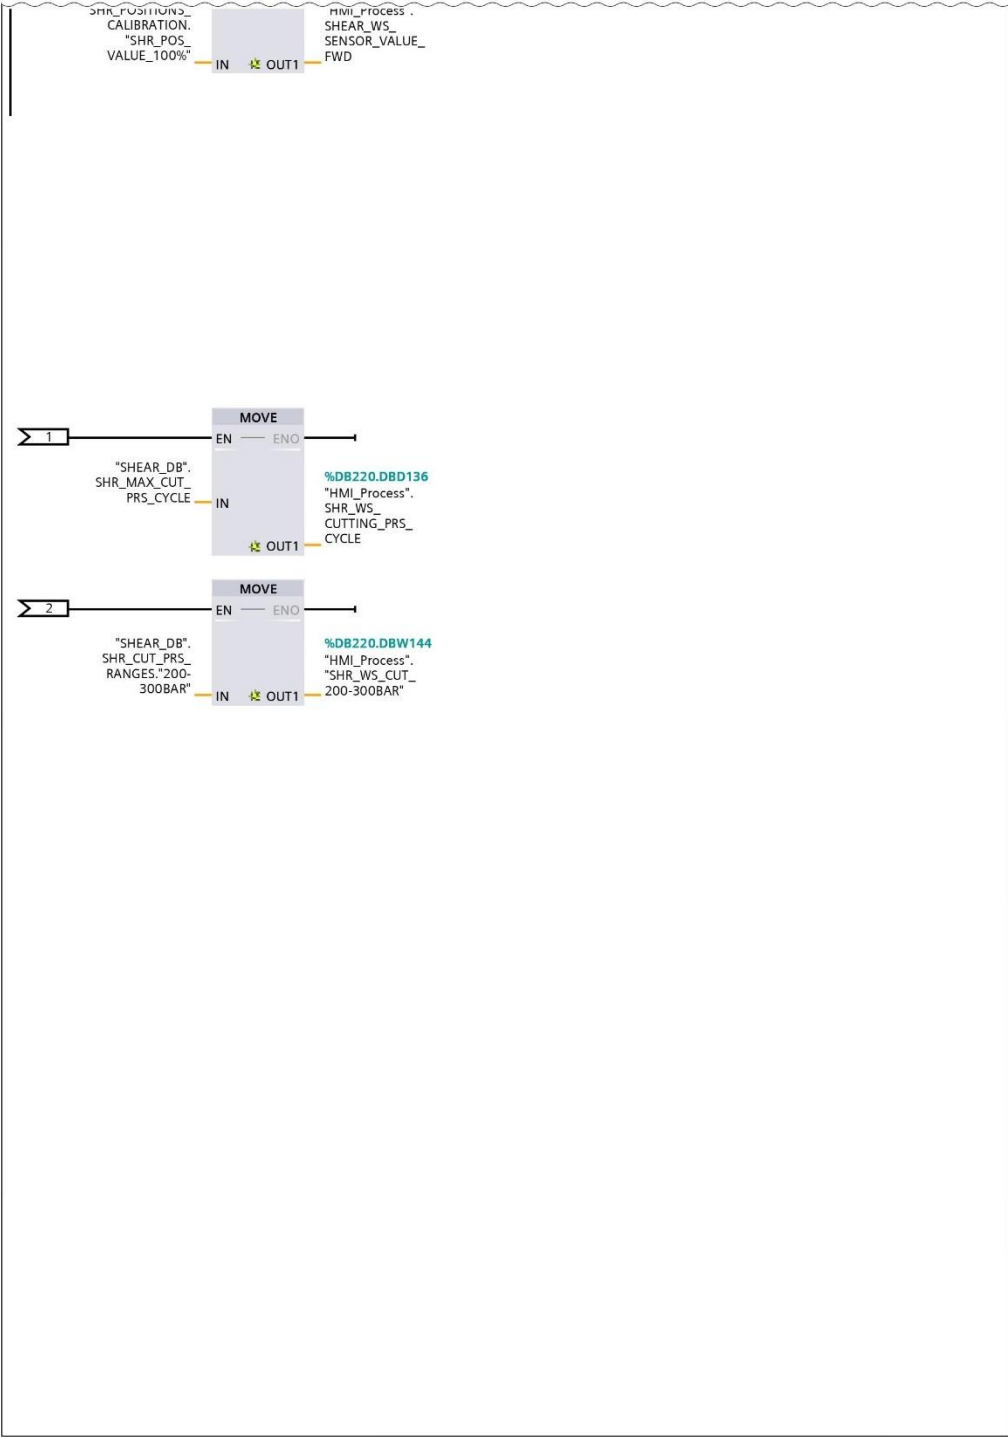 SHR_POSITIONS_
CALIBRATION.
"SHR_POS_
VALUE_100%"
IN
OUT1
"HMI_Process".
SHEAR_WS_
SENSOR_VALUE_
FWD
MOVE
1
EN
ENO
"SHEAR_DB".
SHR_MAX_CUT_
PRS_CYCLE
IN
OUT1
%DB220.DBD136
"HMI_Process".
SHR_WS_
CUTTING_PRS_
CYCLE
MOVE
2
EN
ENO
"SHEAR_DB".
SHR_CUT_PRS_
RANGES."200-
300BAR"
IN
OUT1
%DB220.DBW144
"HMI_Process".
"SHR_WS_CUT_
200-300BAR"